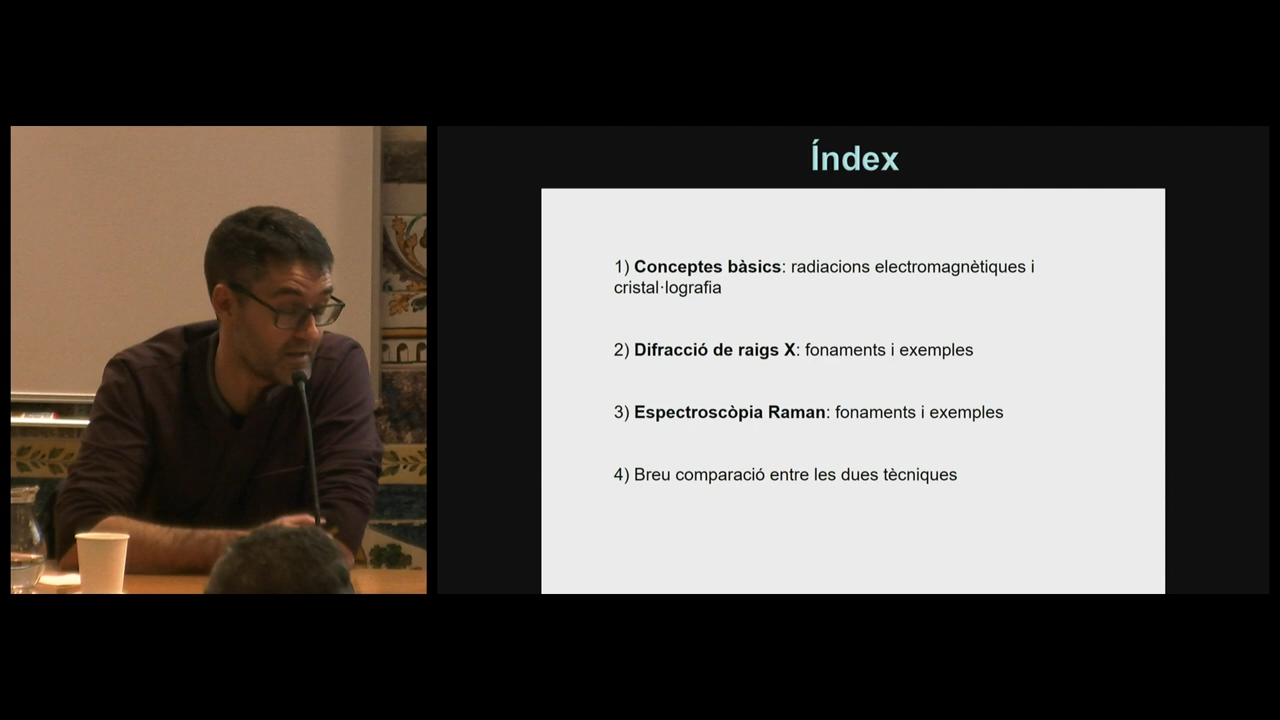 Índex
1) Conceptes bàsics: radiacions electromagnètiques i
cristal·lografia
2) Difracció de raigs X: fonaments i exemples
3) Espectroscòpia Raman: fonaments i exemples
4) Breu comparació entre les dues tècniques